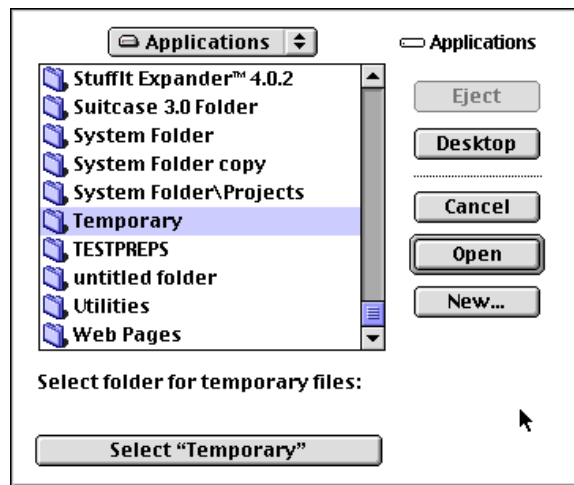 Applications
Applications
StuffIt Expander™ 4.0.2
Suitcase 3.0 Folder
System Folder
System Folder copy
System Folder\Projects
Temporary
TESTPREPS
untitled folder
Utilities
Web Pages
Eject
Desktop
Cancel
Open
New...
Select folder for temporary files:
Select “Temporary”